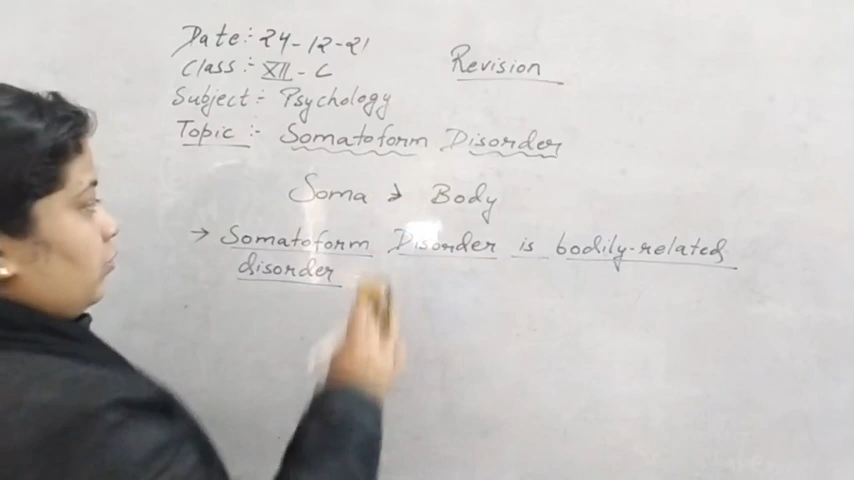 Date:- 24-12-21
Class:- XII - C
Revision
Subject:- Psychology
Topic:- Somatoform Disorder
Soma → Body
→ Somatoform Disorder is bodily-related
disorder